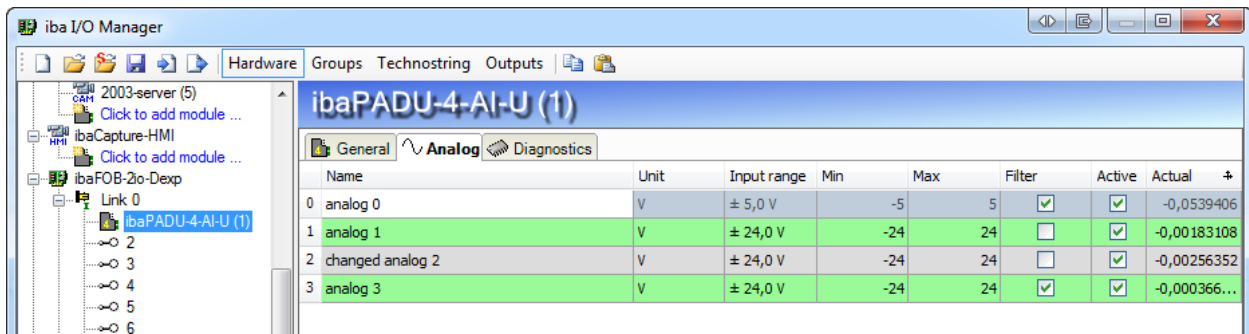 iba I/O Manager
Hardware Groups Technostring Outputs
2003-server (5)
CAM
Click to add module ...
HMI ibaCapture-HMI
Click to add module ...
ibaFOB-2io-Dexp
Link 0
ibaPADU-4-AI-U (1)
2
3
4
5
6
ibaPADU-4-AI-U (1)
General Analog Diagnostics
Name Unit Input range Min Max Filter Active Actual
0 analog 0 V ± 5,0 V -5 5 -0,0539406
1 analog 1 V ± 24,0 V -24 24 -0,00183108
2 changed analog 2 V ± 24,0 V -24 24 -0,00256352
3 analog 3 V ± 24,0 V -24 24 -0,000366...